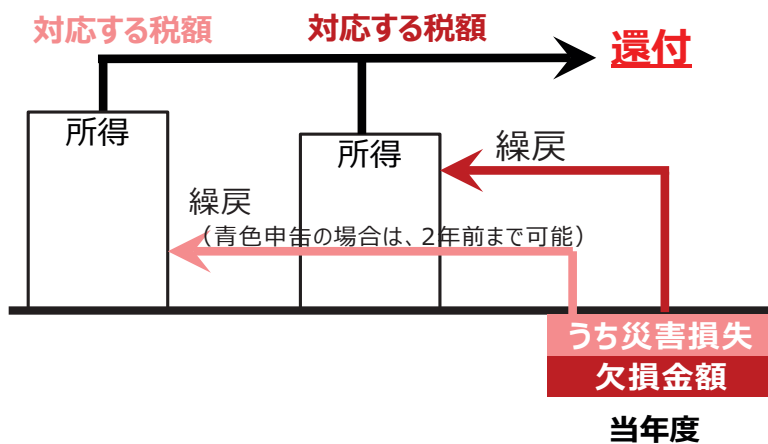 対応する税額
対応する税額
還付
所得
所得
繰戻
繰戻
（青色申告の場合は、2年前まで可能）
うち災害損失
欠損金額
当年度